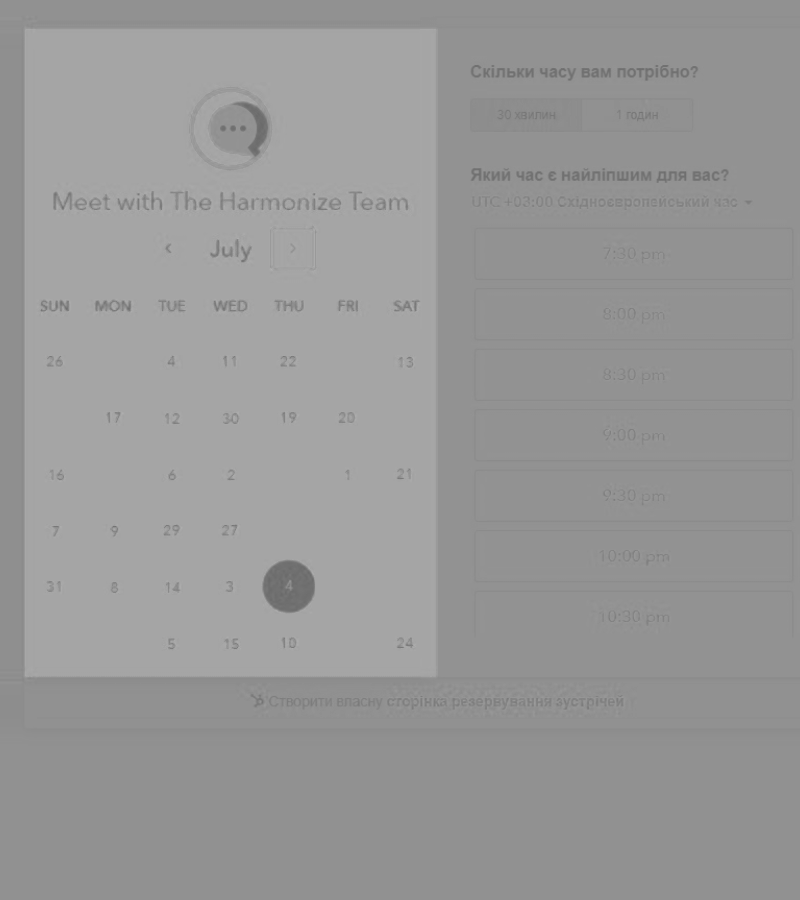 Meet with The Harmonize Team
July
SUN MON TUE WED THU FRI SAT
26 4 11 22 13
17 12 30 19 20
16 6 2 1 21
7 9 29 27
31 8 14 3 4
5 15 10 24
Скільки часу вам потрібно?
30 хвилин 1 годин
Який час є найліпшим для вас?
UTC +03:00 Східноєвропейський час
7:30 pm
8:00 pm
8:30 pm
9:00 pm
9:30 pm
10:00 pm
10:30 pm
Створити власну сторінка резервування зустрічей